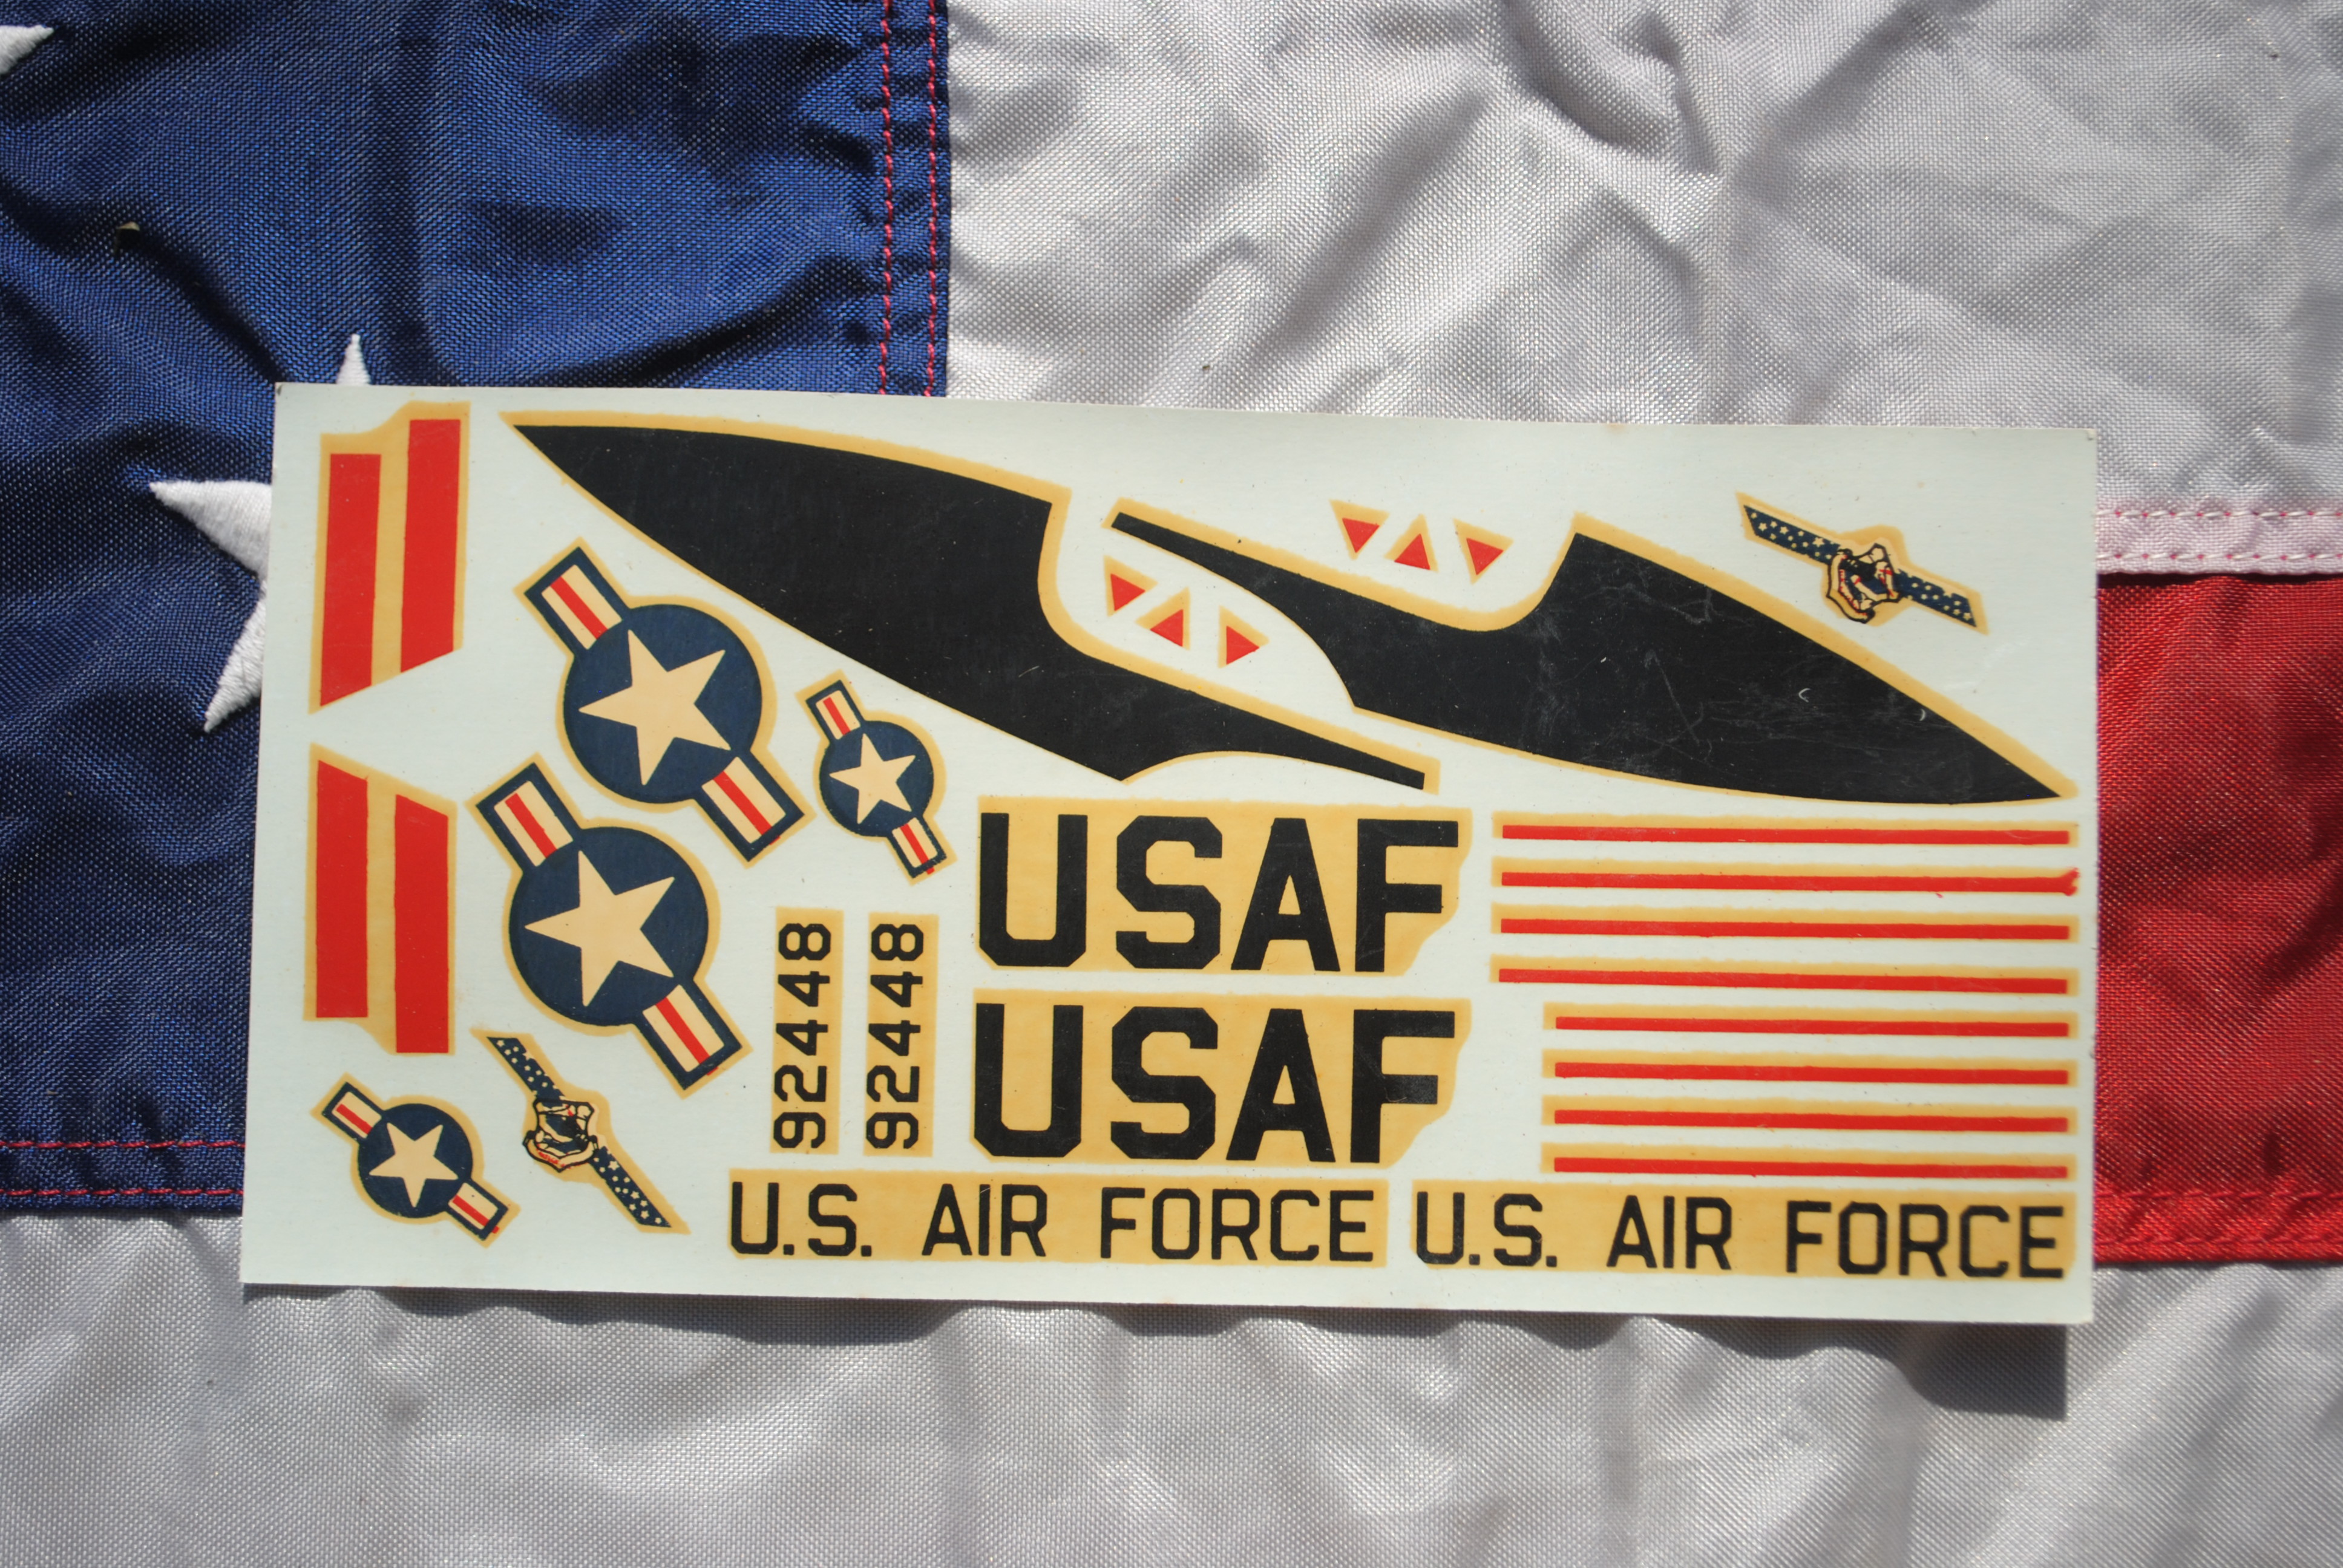 USAF
92448
92448
USAF
U.S. AIR FORCE
U.S. AIR FORCE